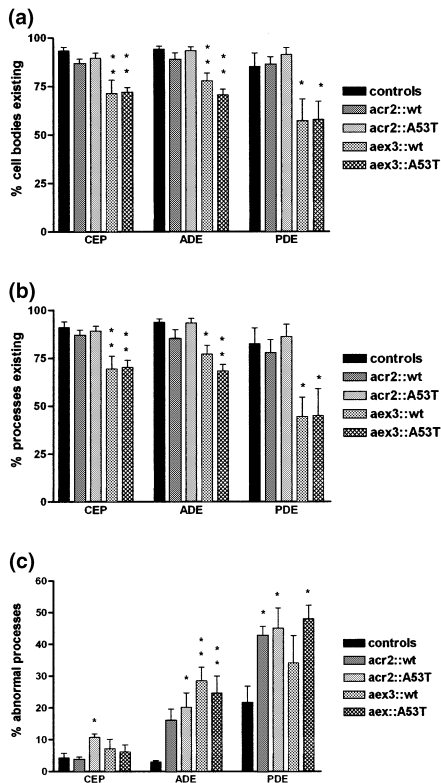 (a)
100
75
50
25
0
% cell bodies existing
* * * * * * * * * *
CEP ADE PDE
controls
acr2::wt
acr2::A53T
aex3::wt
aex3::A53T
(b)
100
75
50
25
0
% processes existing
* * * * * * * * *
CEP ADE PDE
controls
acr2::wt
acr2::A53T
aex3::wt
aex3::A53T
(c)
60
50
40
30
20
10
0
% abnormal processes
* * * * * * * * *
CEP ADE PDE
controls
acr2::wt
acr2::A53T
aex3::wt
aex::A53T